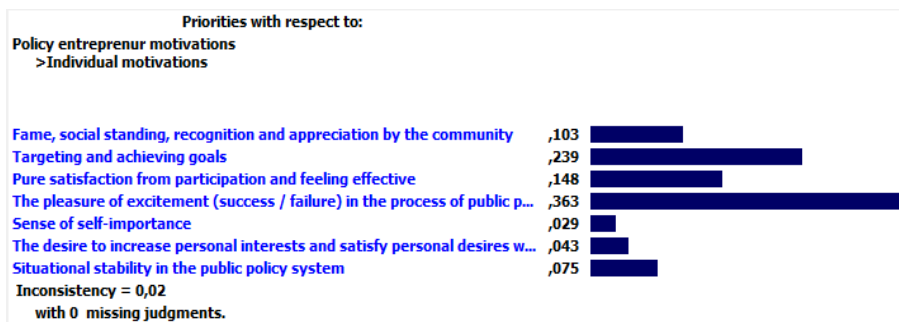 Priorities with respect to:
Policy entreprenur motivations
>Individual motivations
Fame, social standing, recognition and appreciation by the community ,103
Targeting and achieving goals ,239
Pure satisfaction from participation and feeling effective ,148
The pleasure of excitement (success / failure) in the process of public p... ,363
Sense of self-importance ,029
The desire to increase personal interests and satisfy personal desires w... ,043
Situational stability in the public policy system ,075
Inconsistency = 0,02
with 0 missing judgments.